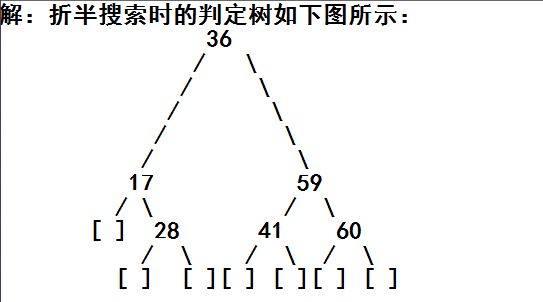 解：折半搜索时的判定树如下图所示：
36
/ \
/ \
/ \
/ \
/ \
17 59
/ \ / \
[ ] 28 41 60
/ \ / \ / \
[ ] [ ] [ ] [ ] [ ] [ ]